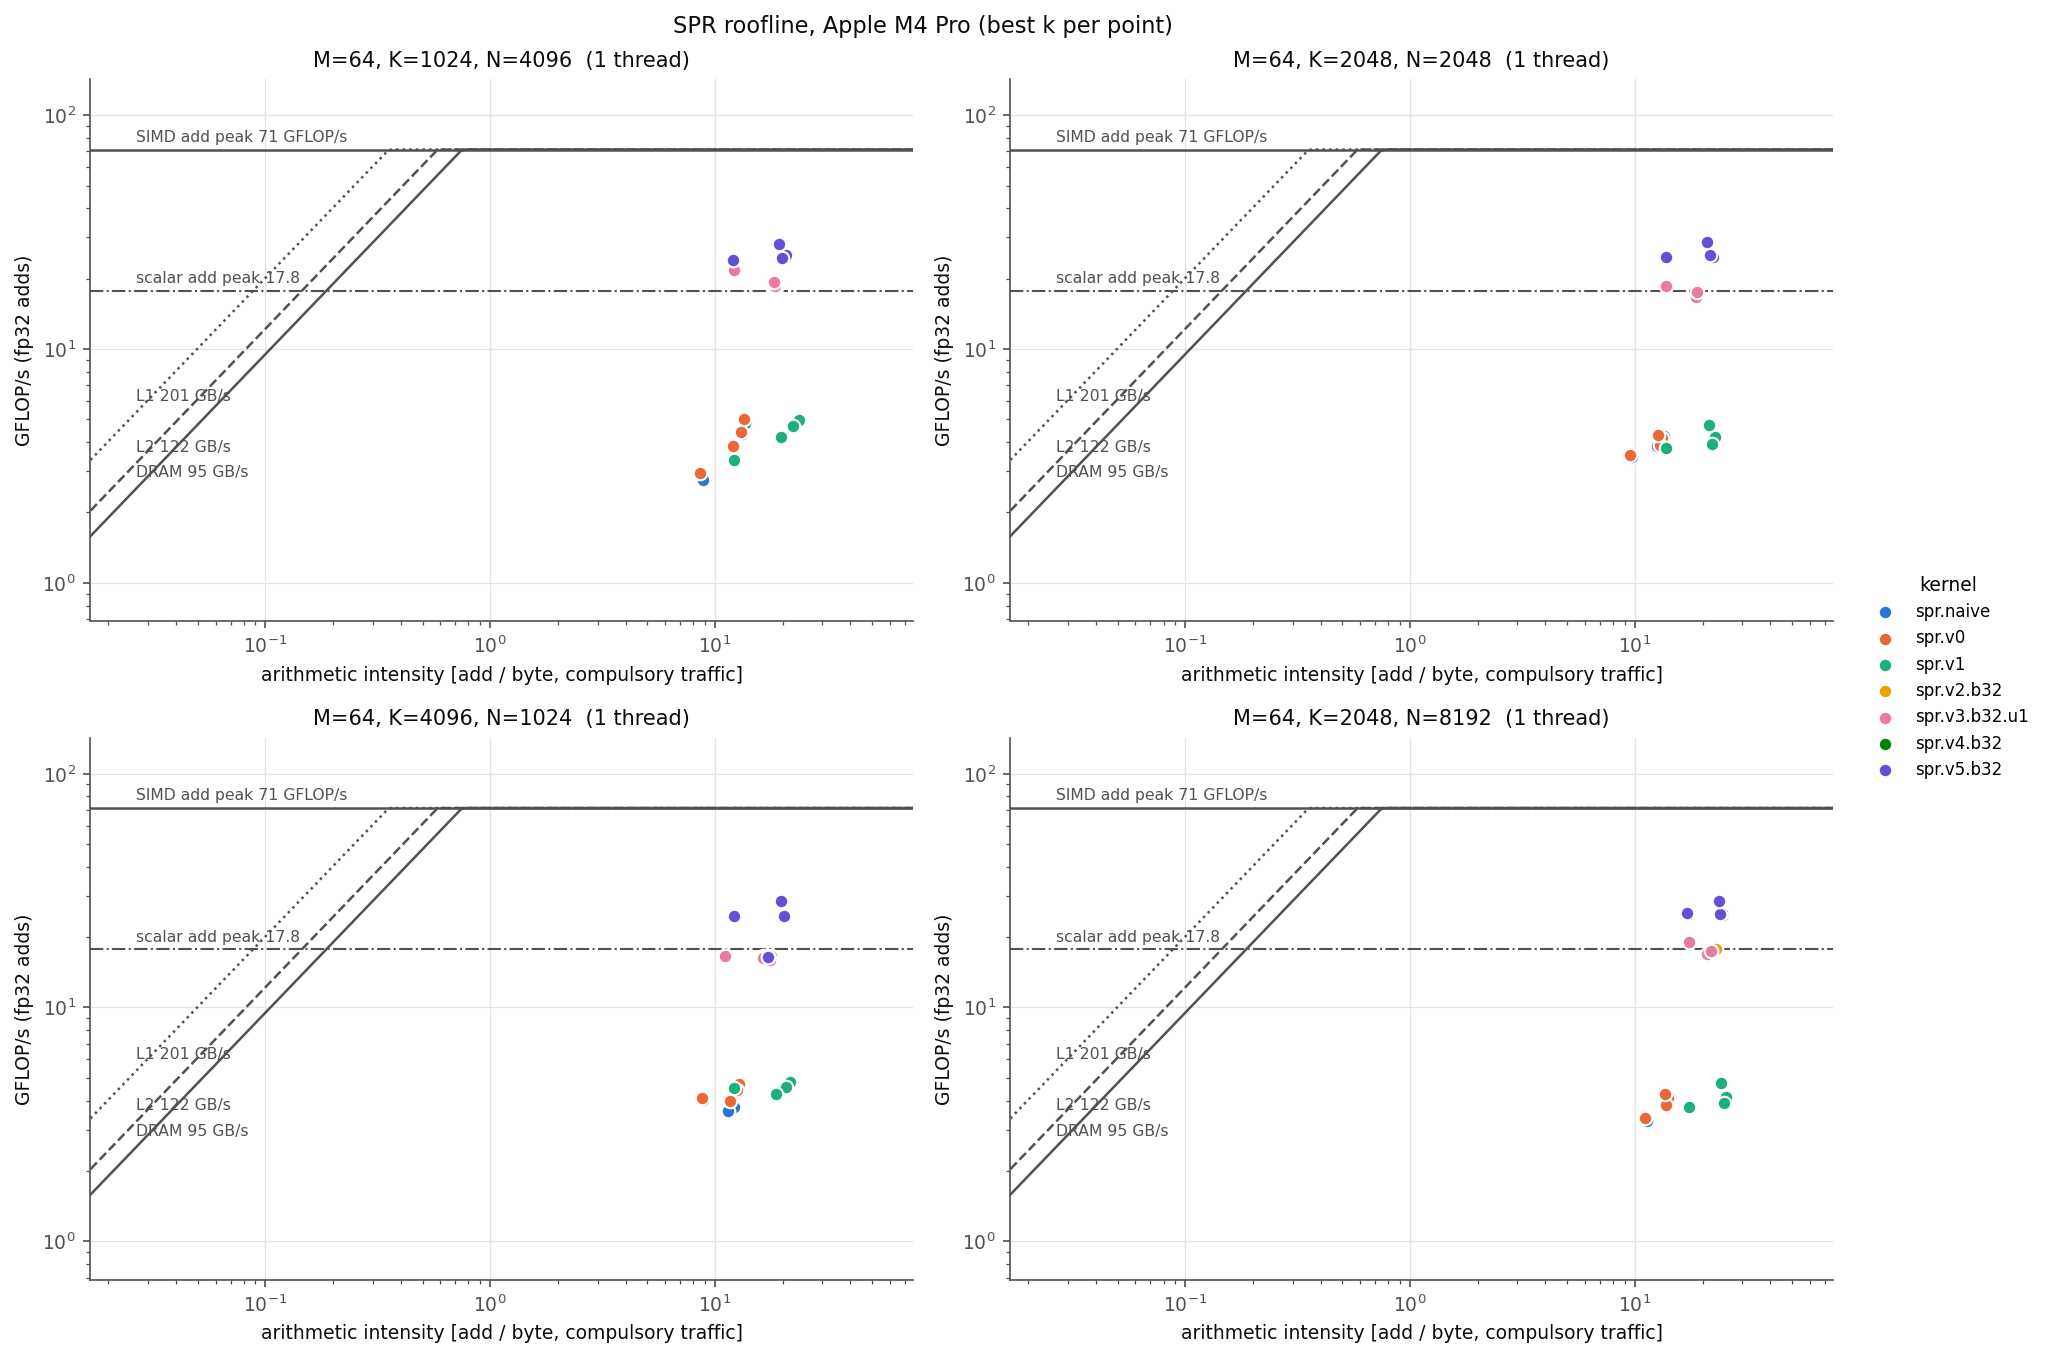 SPR roofline, Apple M4 Pro (best k per point)
M=64, K=1024, N=4096  (1 thread)
10²
SIMD add peak 71 GFLOP/s
scalar add peak 17.8
10¹
L1 201 GB/s
L2 122 GB/s
DRAM 95 GB/s
10⁰
GFLOP/s (fp32 adds)
10⁻¹
10⁰
10¹
arithmetic intensity [add / byte, compulsory traffic]
M=64, K=2048, N=2048  (1 thread)
10²
SIMD add peak 71 GFLOP/s
scalar add peak 17.8
10¹
L1 201 GB/s
L2 122 GB/s
DRAM 95 GB/s
10⁰
GFLOP/s (fp32 adds)
10⁻¹
10⁰
10¹
arithmetic intensity [add / byte, compulsory traffic]
M=64, K=4096, N=1024  (1 thread)
10²
SIMD add peak 71 GFLOP/s
scalar add peak 17.8
10¹
L1 201 GB/s
L2 122 GB/s
DRAM 95 GB/s
10⁰
GFLOP/s (fp32 adds)
10⁻¹
10⁰
10¹
arithmetic intensity [add / byte, compulsory traffic]
M=64, K=2048, N=8192  (1 thread)
10²
SIMD add peak 71 GFLOP/s
scalar add peak 17.8
10¹
L1 201 GB/s
L2 122 GB/s
DRAM 95 GB/s
10⁰
GFLOP/s (fp32 adds)
10⁻¹
10⁰
10¹
arithmetic intensity [add / byte, compulsory traffic]
kernel
spr.naive
spr.v0
spr.v1
spr.v2.b32
spr.v3.b32.u1
spr.v4.b32
spr.v5.b32